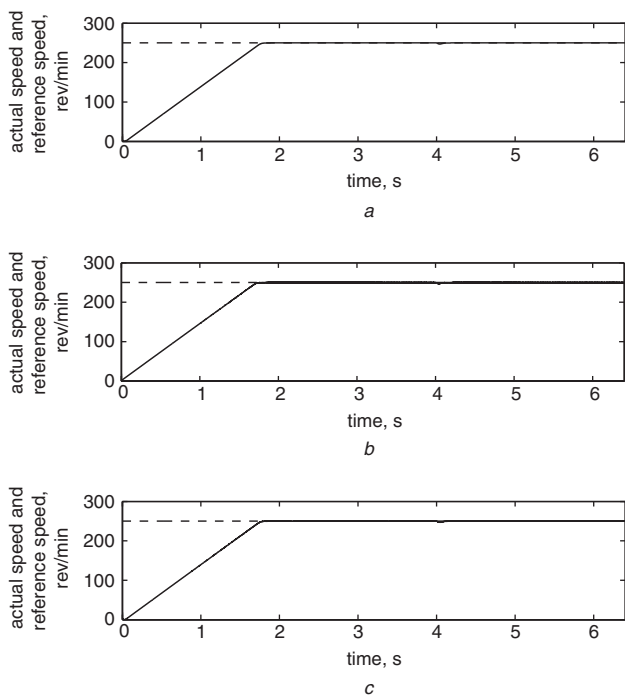 300
200
100
0
actual speed and
reference speed,
rev/min
0 1 2 3 4 5 6
time, s
a
300
200
100
0
actual speed and
reference speed,
rev/min
0 1 2 3 4 5 6
time, s
b
300
200
100
0
actual speed and
reference speed,
rev/min
0 1 2 3 4 5 6
time, s
c